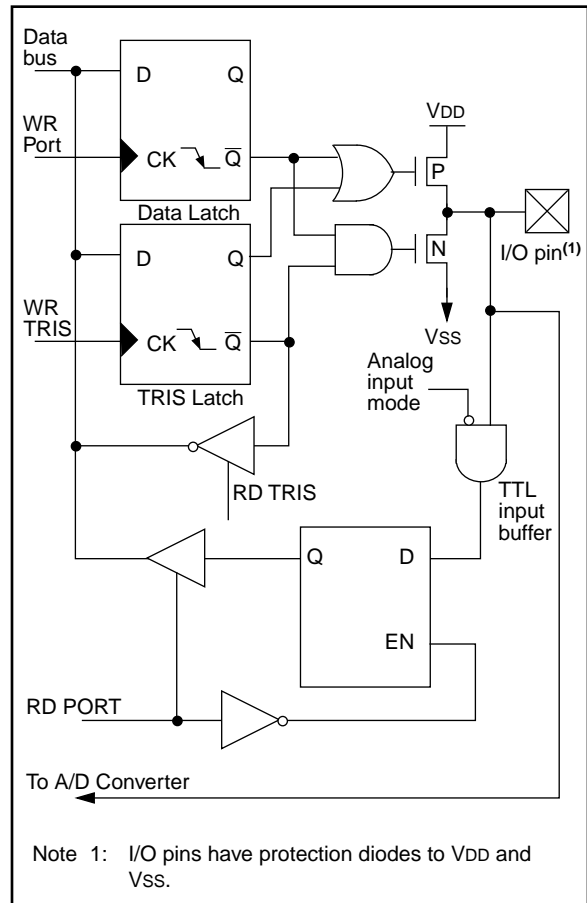 Data
bus
D Q
WR
Port
CK Q
Data Latch
VDD
P
I/O pin(1)
D Q
N
WR
TRIS
CK Q
TRIS Latch
VSS
Analog
input
mode
RD TRIS
TTL
input
buffer
Q D
EN
RD PORT
To A/D Converter
Note 1: I/O pins have protection diodes to VDD and
VSS.